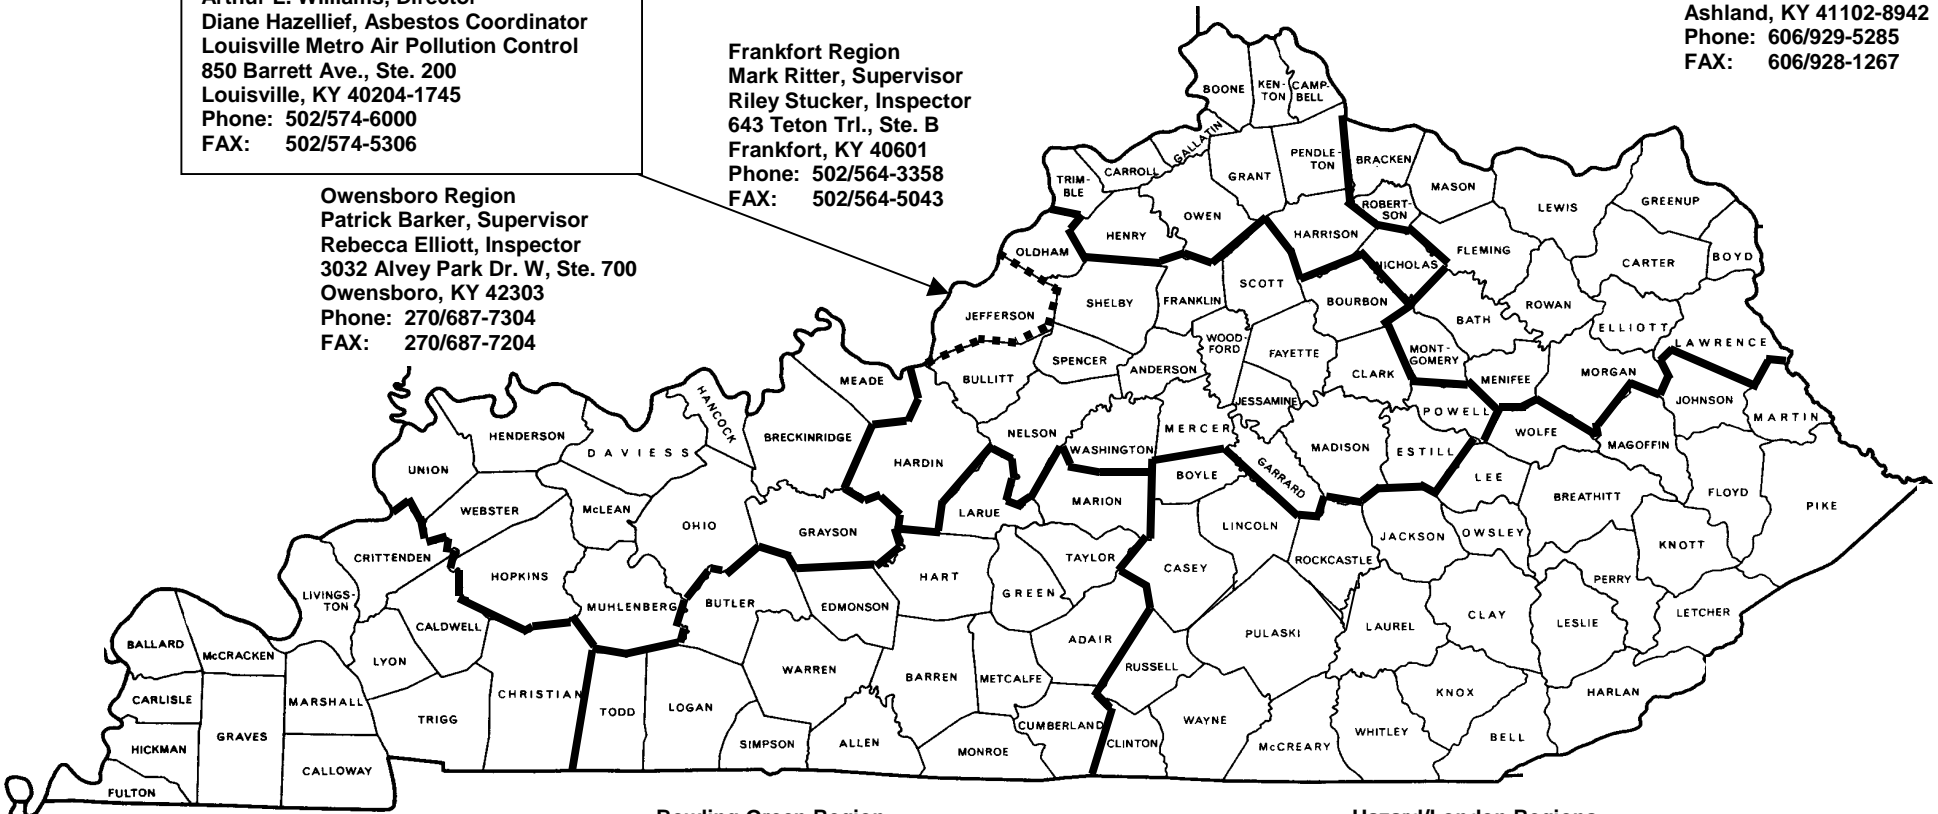 Arthur L. Williams, Director
Diane Hazellief, Asbestos Coordinator
Louisville Metro Air Pollution Control
850 Barrett Ave., Ste. 200
Louisville, KY 40204-1745
Phone: 502/574-6000
FAX: 502/574-5306
Frankfort Region
Mark Ritter, Supervisor
Riley Stucker, Inspector
643 Teton Trl., Ste. B
Frankfort, KY 40601
Phone: 502/564-3358
FAX: 502/564-5043
Ashland, KY 41102-8942
Phone: 606/929-5285
FAX: 606/928-1267
Owensboro Region
Patrick Barker, Supervisor
Rebecca Elliott, Inspector
3032 Alvey Park Dr. W, Ste. 700
Owensboro, KY 42303
Phone: 270/687-7304
FAX: 270/687-7204
BOONE
KEN-
TON
CAMP-
BELL
GALLATIN
CARROLL
TRIM-
BLE
GRANT
PENDLE-
TON
BRACKEN
MASON
ROBERT-
SON
LEWIS
GREENUP
OWEN
HENRY
HARRISON
OLDHAM
FLEMING
NICHOLAS
CARTER
BOYD
SCOTT
SHELBY
FRANKLIN
BOURBON
ROWAN
BATH
ELLIOTT
JEFFERSON
LAWRENCE
WOOD-
FORD
FAYETTE
MONT-
GOMERY
SPENCER
ANDERSON
CLARK
MENIFEE
MORGAN
BULLITT
MEADE
HANCOCK
JESSAMINE
POWELL
JOHNSON
MARTIN
HENDERSON
DAVIESS
BRECKINRIDGE
NELSON
MERCER
WASHINGTON
MADISON
ESTILL
WOLFE
MAGOFFIN
UNION
HARDIN
BOYLE
GARRARD
LEE
FLOYD
BREATHITT
PIKE
WEBSTER
McLEAN
OHIO
GRAYSON
LARUE
MARION
LINCOLN
JACKSON
OWSLEY
KNOTT
CRITTENDEN
TAYLOR
ROCKCASTLE
HOPKINS
HART
CASEY
PERRY
LIVINGS-
TON
MUHLENBERG
BUTLER
EDMONSON
GREEN
CLAY
LESLIE
LETCHER
CALDWELL
LAUREL
PULASKI
ADAIR
BALLARD
McCRACKEN
LYON
WARREN
BARREN
METCALFE
RUSSELL
CARLISLE
MARSHALL
CHRISTIAN
TODD
LOGAN
KNOX
HARLAN
TRIGG
CUMBERLAND
WAYNE
WHITLEY
BELL
GRAVES
HICKMAN
SIMPSON
ALLEN
MONROE
CLINTON
McCREARY
CALLOWAY
FULTON
Bowling Green Region
Hazard/London Regions